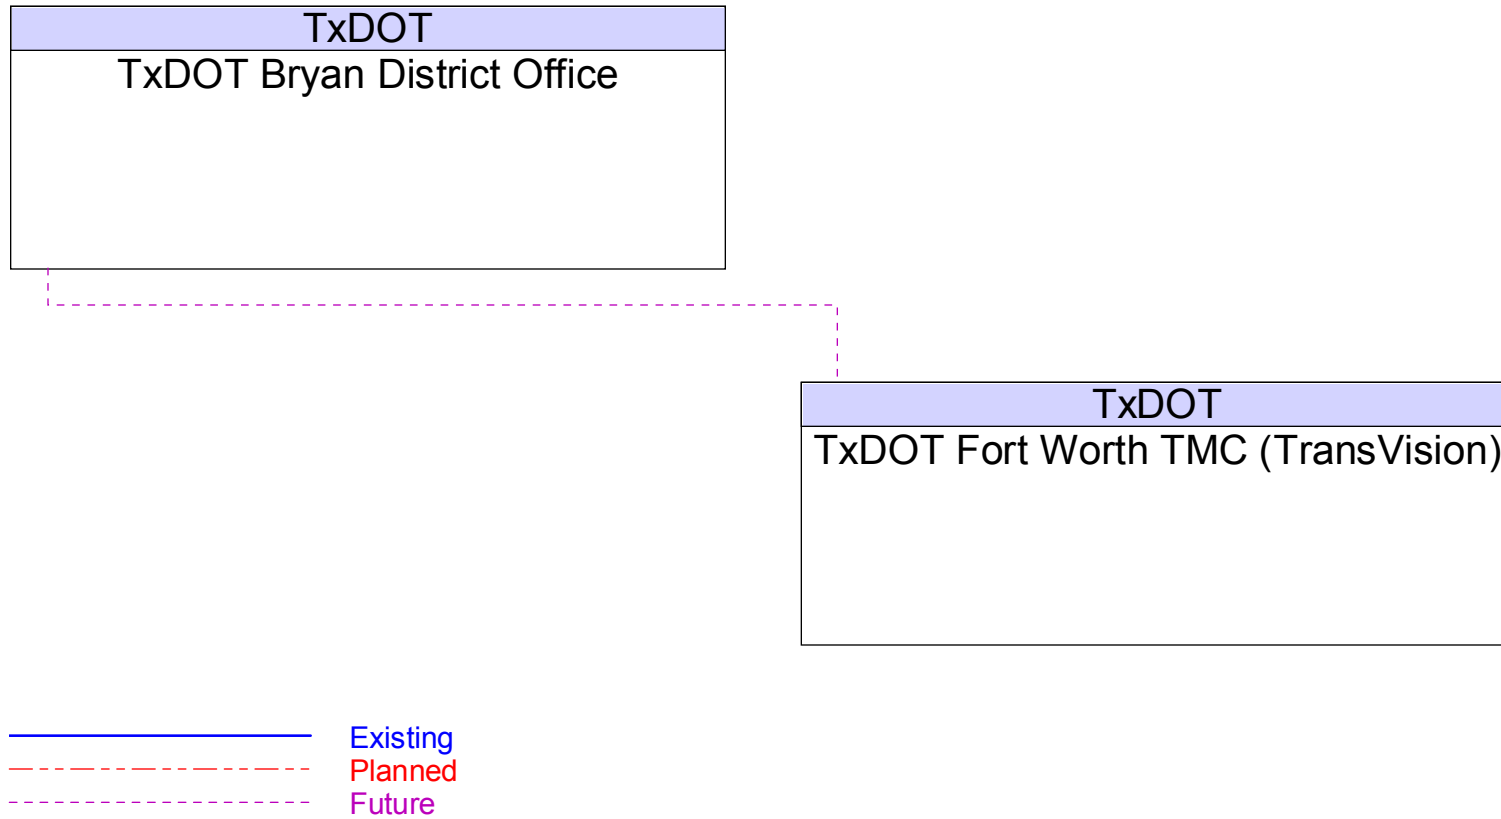 TxDOT
TxDOT Bryan District Office
TxDOT
TxDOT Fort Worth TMC (TransVision)
Existing
Planned
Future